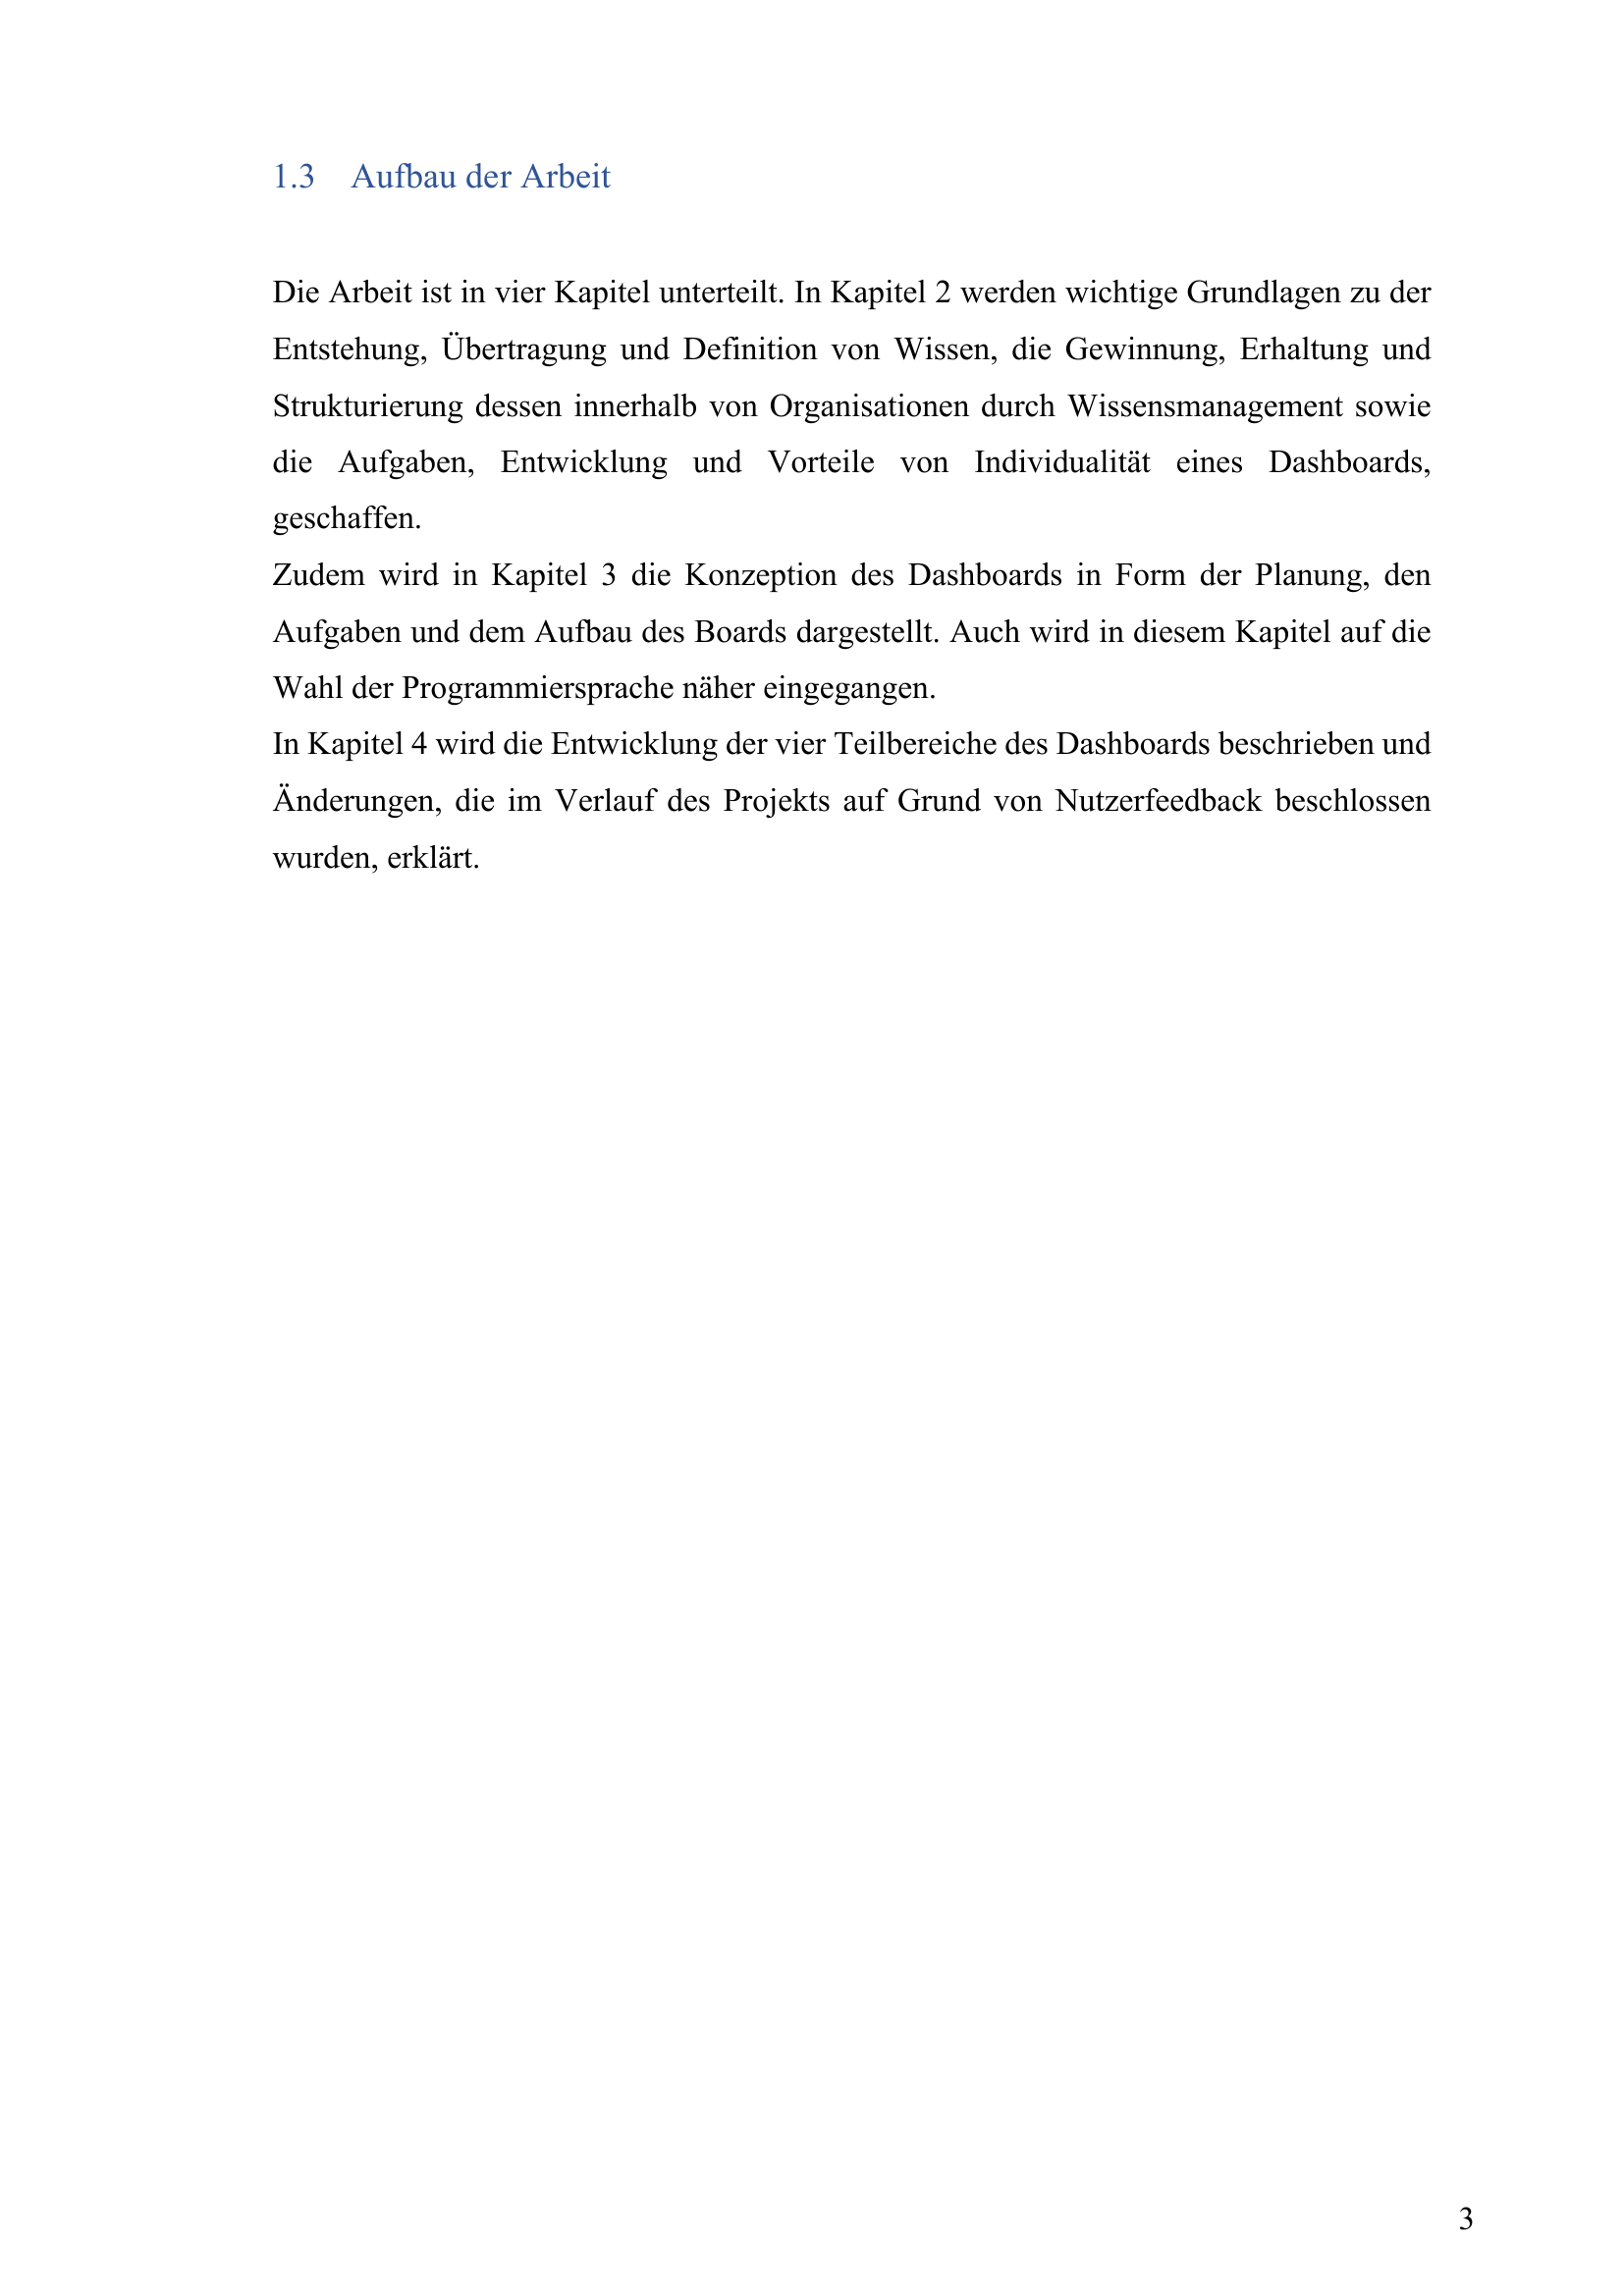 1.3 Aufbau der Arbeit
Die Arbeit ist in vier Kapitel unterteilt. In Kapitel 2 werden wichtige Grundlagen zu der
Entstehung, Übertragung und Definition von Wissen, die Gewinnung, Erhaltung und
Strukturierung dessen innerhalb von Organisationen durch Wissensmanagement sowie
die Aufgaben, Entwicklung und Vorteile von Individualität eines Dashboards,
geschaffen.
Zudem wird in Kapitel 3 die Konzeption des Dashboards in Form der Planung, den
Aufgaben und dem Aufbau des Boards dargestellt. Auch wird in diesem Kapitel auf die
Wahl der Programmiersprache näher eingegangen.
In Kapitel 4 wird die Entwicklung der vier Teilbereiche des Dashboards beschrieben und
Änderungen, die im Verlauf des Projekts auf Grund von Nutzerfeedback beschlossen
wurden, erklärt.
3